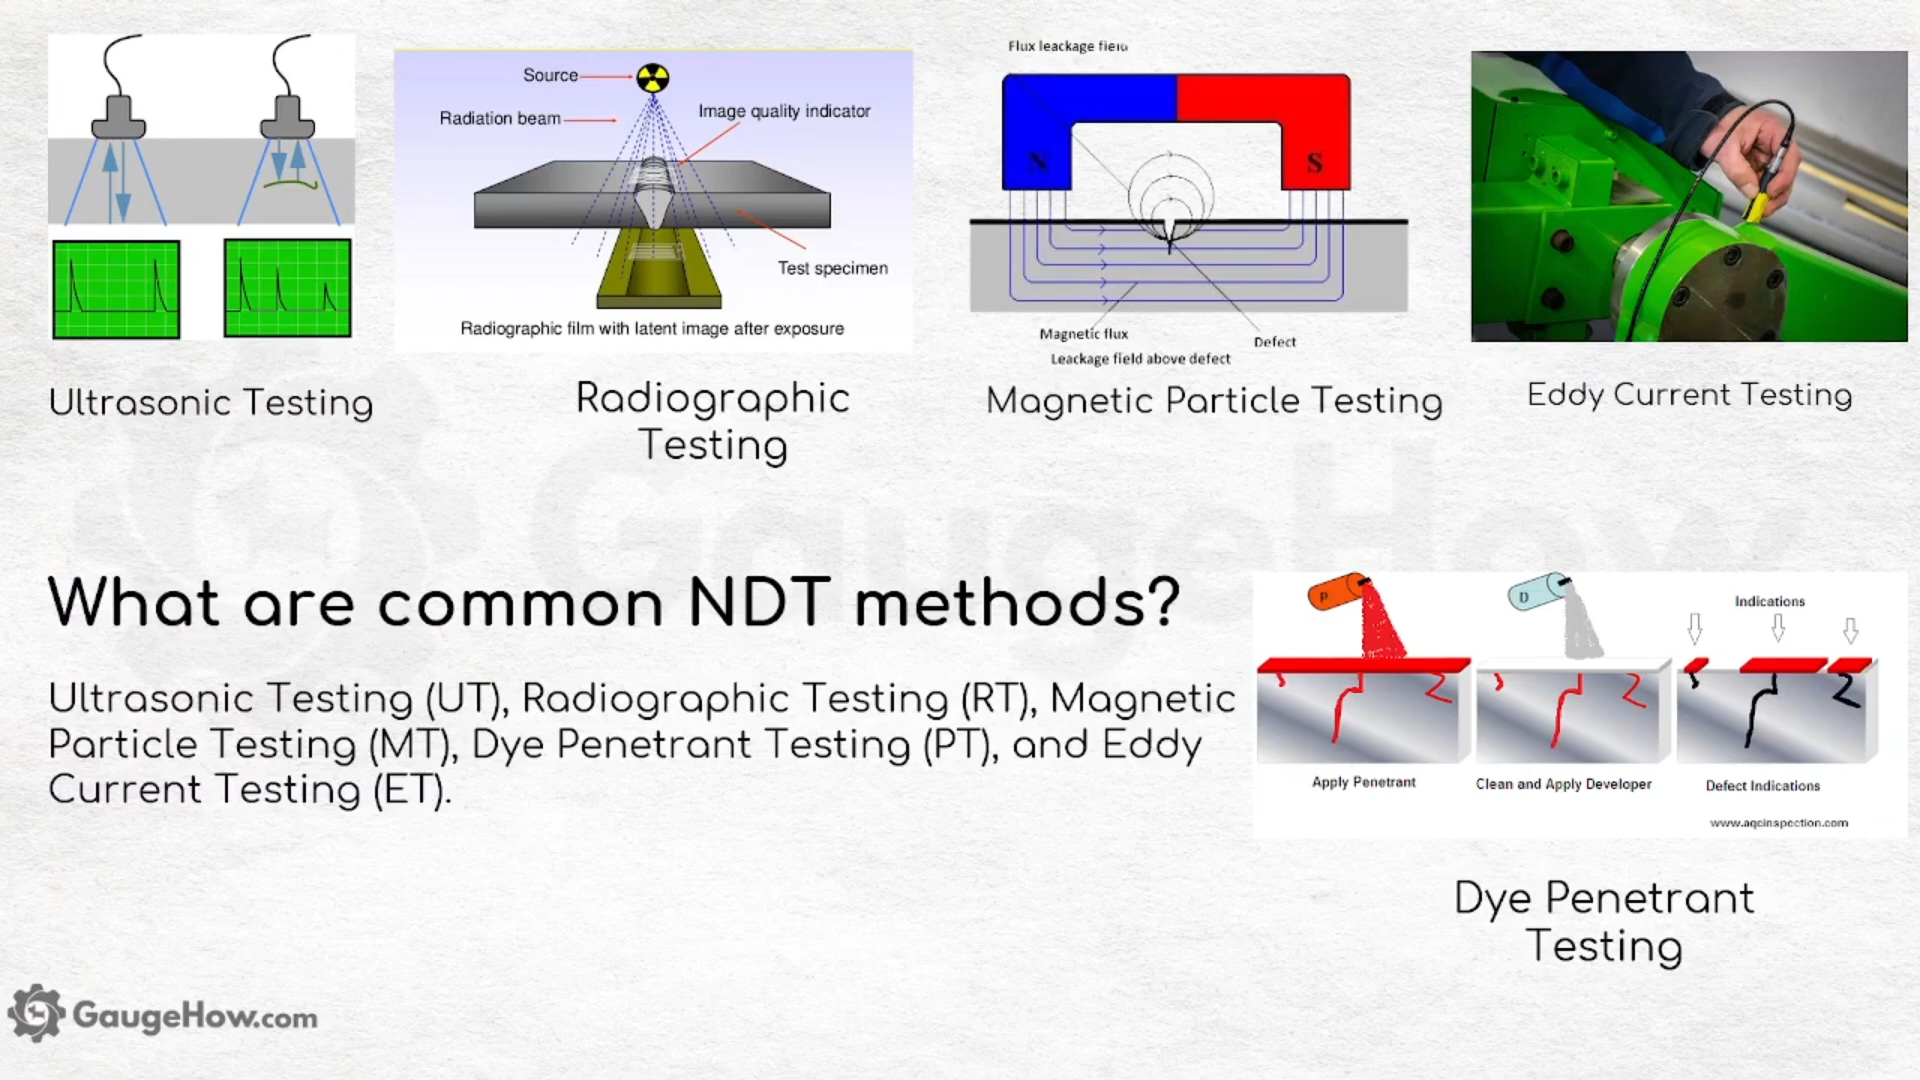 Flux leackage field
Source
Radiation beam
Image quality indicator
Test specimen
Radiographic film with latent image after exposure
N
S
Magnetic flux
Defect
Leackage field above defect
Ultrasonic Testing
Radiographic
Testing
Magnetic Particle Testing
Eddy Current Testing
GaugeHow
What are common NDT methods?
Ultrasonic Testing (UT), Radiographic Testing (RT), Magnetic
Particle Testing (MT), Dye Penetrant Testing (PT), and Eddy
Current Testing (ET).
P
D
Indications
Apply Penetrant
Clean and Apply Developer
Defect Indications
www.aqcinspection.com
Dye Penetrant
Testing
GaugeHow.com